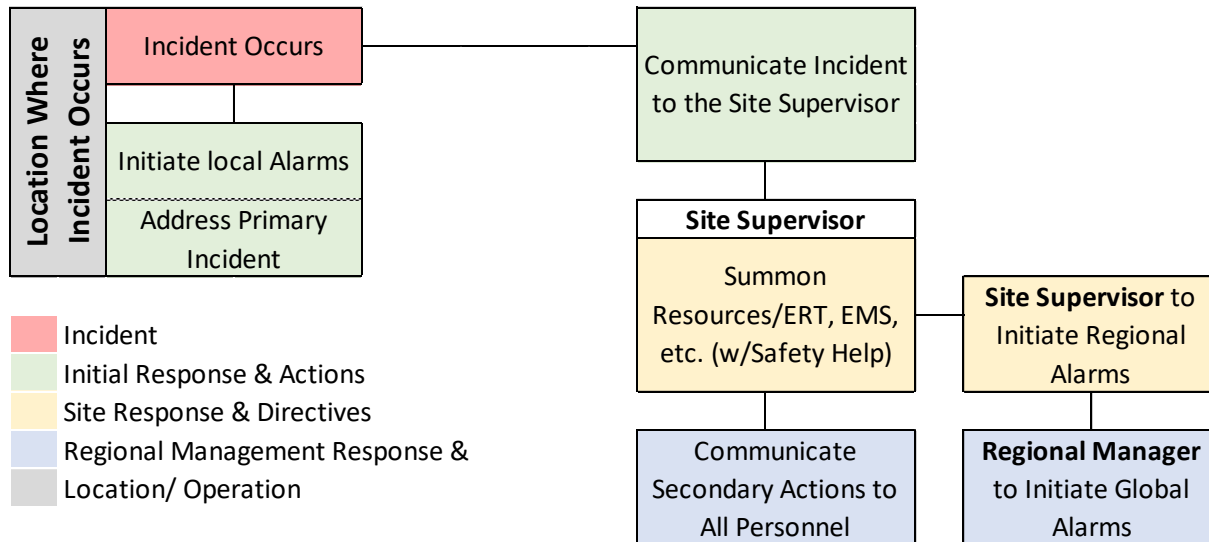 Location Where
Incident Occurs
Incident Occurs
Initiate local Alarms
Address Primary
Incident
Communicate Incident
to the Site Supervisor
Site Supervisor
Summon
Resources/ERT, EMS,
etc. (w/Safety Help)
Site Supervisor to
Initiate Regional
Alarms
Communicate
Secondary Actions to
All Personnel
Regional Manager
to Initiate Global
Alarms
Incident
Initial Response & Actions
Site Response & Directives
Regional Management Response &
Location/ Operation